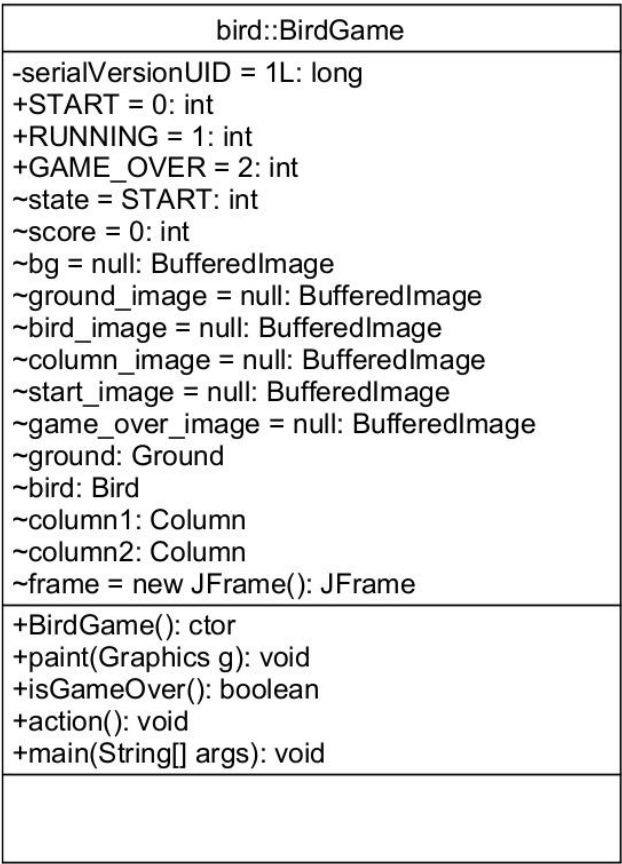 bird::BirdGame
-serialVersionUID = 1L: long
+START = 0: int
+RUNNING = 1: int
+GAME_OVER = 2: int
~state = START: int
~score = 0: int
~bg = null: BufferedImage
~ground_image = null: BufferedImage
~bird_image = null: BufferedImage
~column_image = null: BufferedImage
~start_image = null: BufferedImage
~game_over_image = null: BufferedImage
~ground: Ground
~bird: Bird
~column1: Column
~column2: Column
~frame = new JFrame(): JFrame
+BirdGame(): ctor
+paint(Graphics g): void
+isGameOver(): boolean
+action(): void
+main(String[] args): void